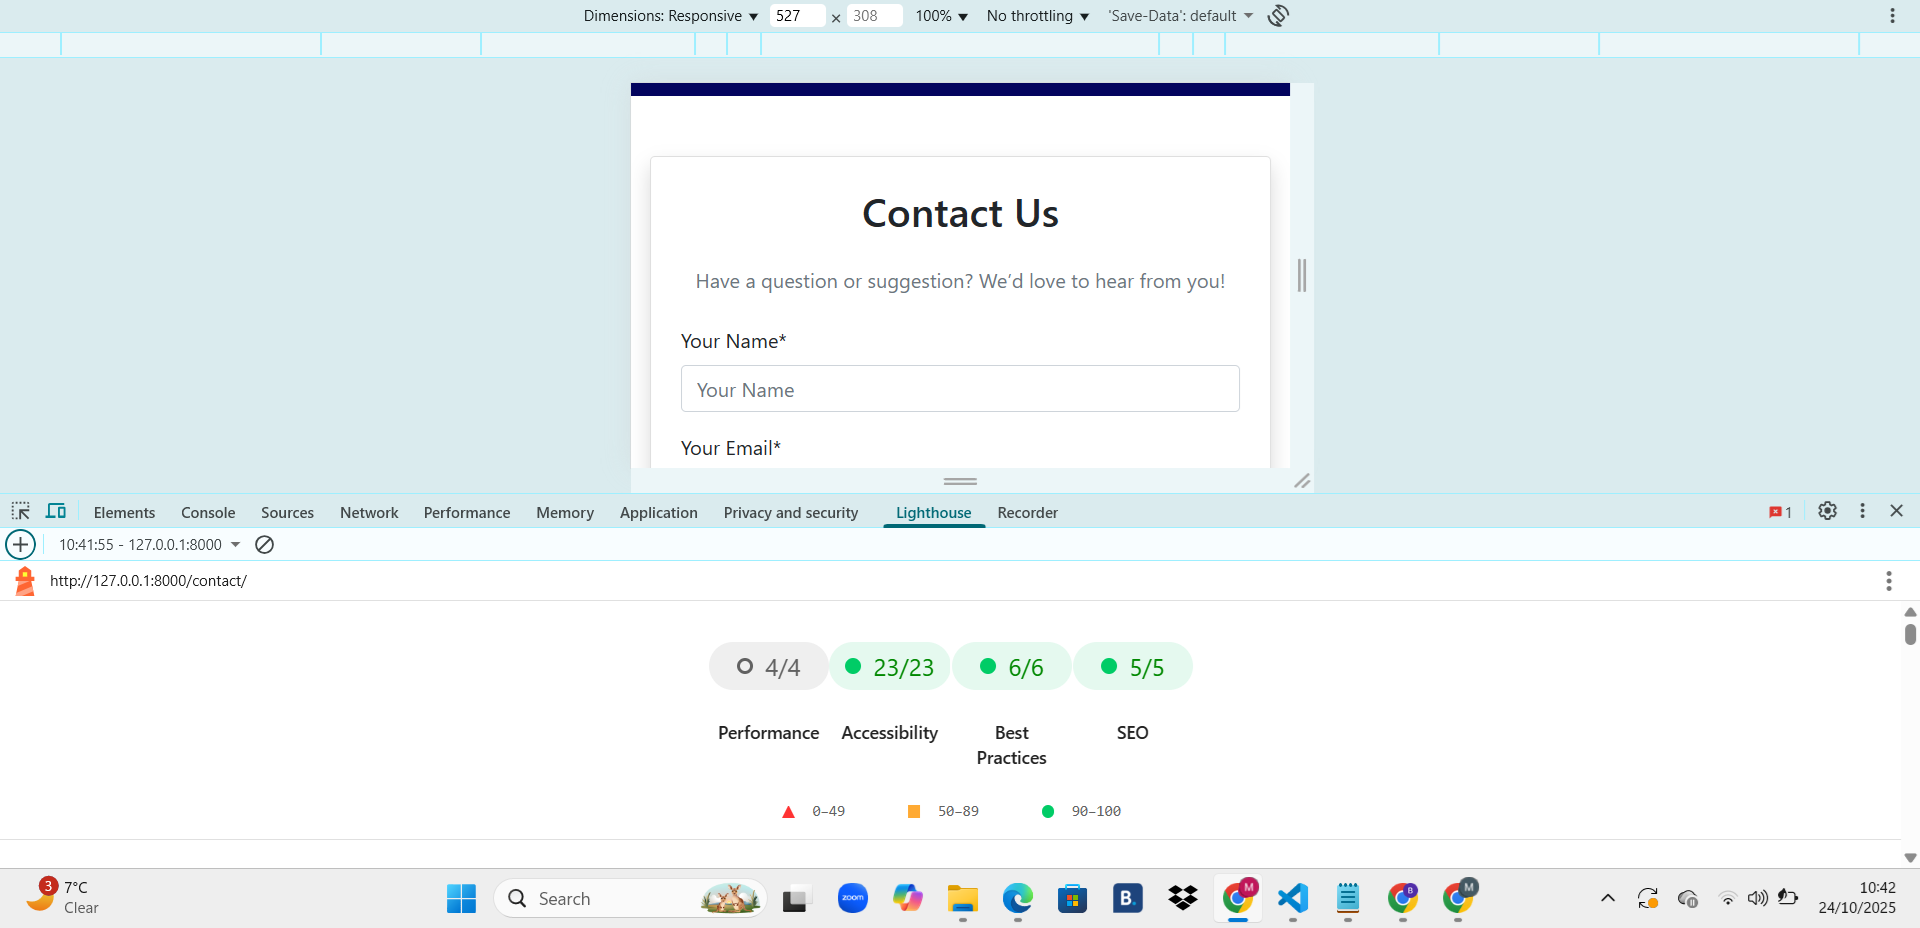 Dimensions: Responsive 527 × 308 100% No throttling 'Save-Data': default
Contact Us
Have a question or suggestion? We’d love to hear from you!
Your Name*
Your Name
Your Email*
Elements Console Sources Network Performance Memory Application Privacy and security Lighthouse Recorder 1
10:41:55 - 127.0.0.1:8000
http://127.0.0.1:8000/contact/
4/4 23/23 6/6 5/5
Performance Accessibility Best Practices SEO
0–49 50–89 90–100
3 7°C
Clear
Search
zoom
B.
M
B
M
10:42
24/10/2025